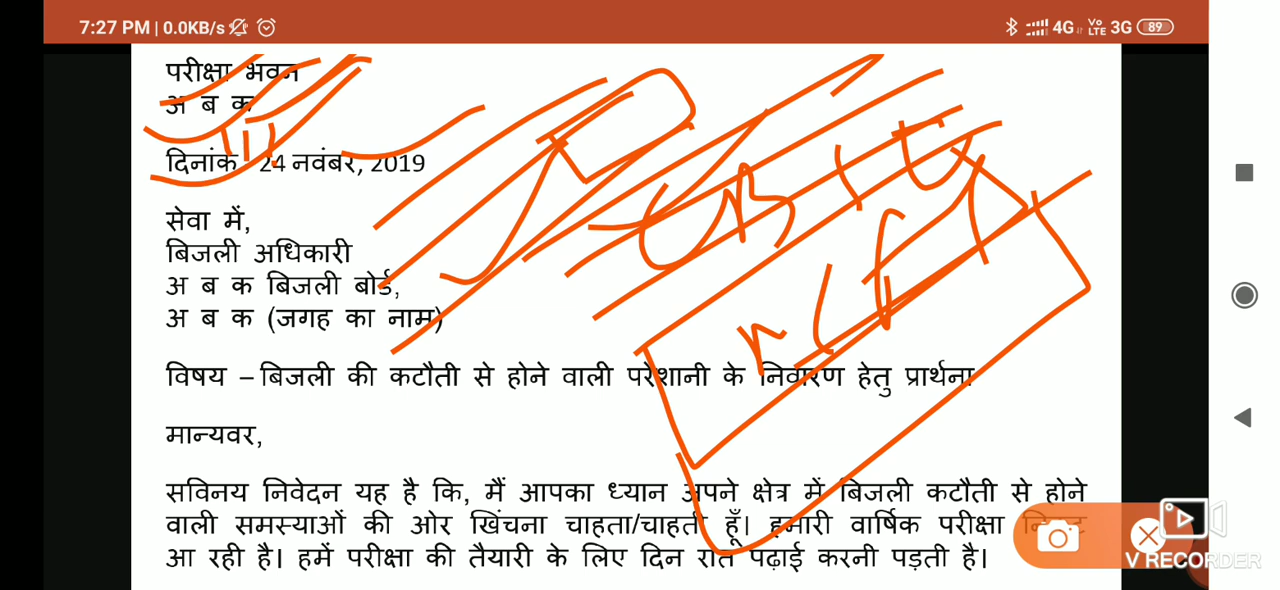 7:27 PM | 0.0KB/s 4G Vo LTE 3G 89
परीक्षा भवन
अ ब क
दिनांक 24 नवंबर, 2019
सेवा में,
बिजली अधिकारी
अ ब क बिजली बोर्ड,
अ ब क (जगह का नाम)
विषय – बिजली की कटौती से होने वाली परेशानी के निवारण हेतु प्रार्थना
मान्यवर,
सविनय निवेदन यह है कि, मैं आपका ध्यान अपने क्षेत्र में बिजली कटौती से होने
वाली समस्याओं की ओर खिंचना चाहता/चाहती हूँ। हमारी वार्षिक परीक्षा
आ रही है। हमें परीक्षा की तैयारी के लिए दिन रात पढ़ाई करनी पड़ती है।
V RECORDER